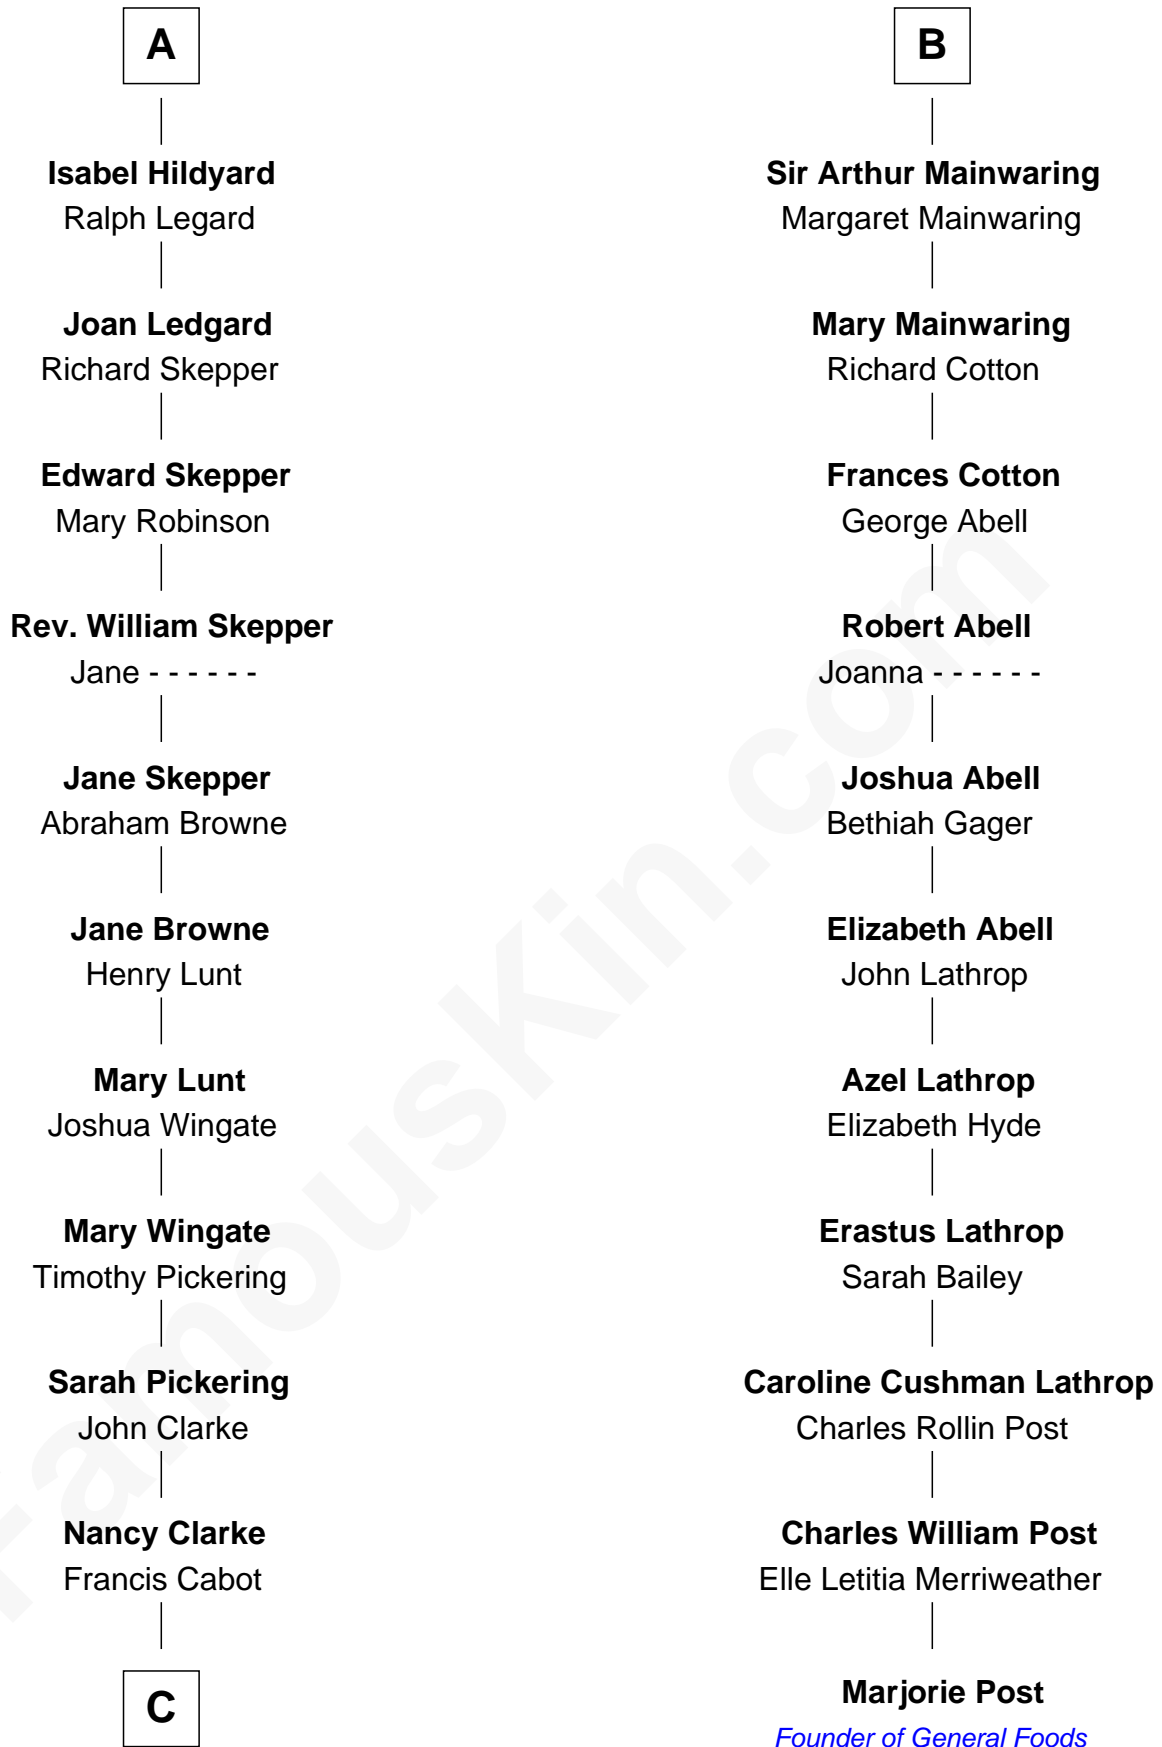 A
Isabel Hildyard
Ralph Legard
Joan Ledgard
Richard Skepper
Edward Skepper
Mary Robinson
Rev. William Skepper
Jane - - - - - -
Jane Skepper
Abraham Browne
Jane Browne
Henry Lunt
Mary Lunt
Joshua Wingate
Mary Wingate
Timothy Pickering
Sarah Pickering
John Clarke
Nancy Clarke
Francis Cabot
C
B
Sir Arthur Mainwaring
Margaret Mainwaring
Mary Mainwaring
Richard Cotton
Frances Cotton
George Abell
Robert Abell
Joanna - - - - - -
Joshua Abell
Bethiah Gager
Elizabeth Abell
John Lathrop
Azel Lathrop
Elizabeth Hyde
Erastus Lathrop
Sarah Bailey
Caroline Cushman Lathrop
Charles Rollin Post
Charles William Post
Elle Letitia Merriweather
Marjorie Post
Founder of General Foods
FamousKin.com